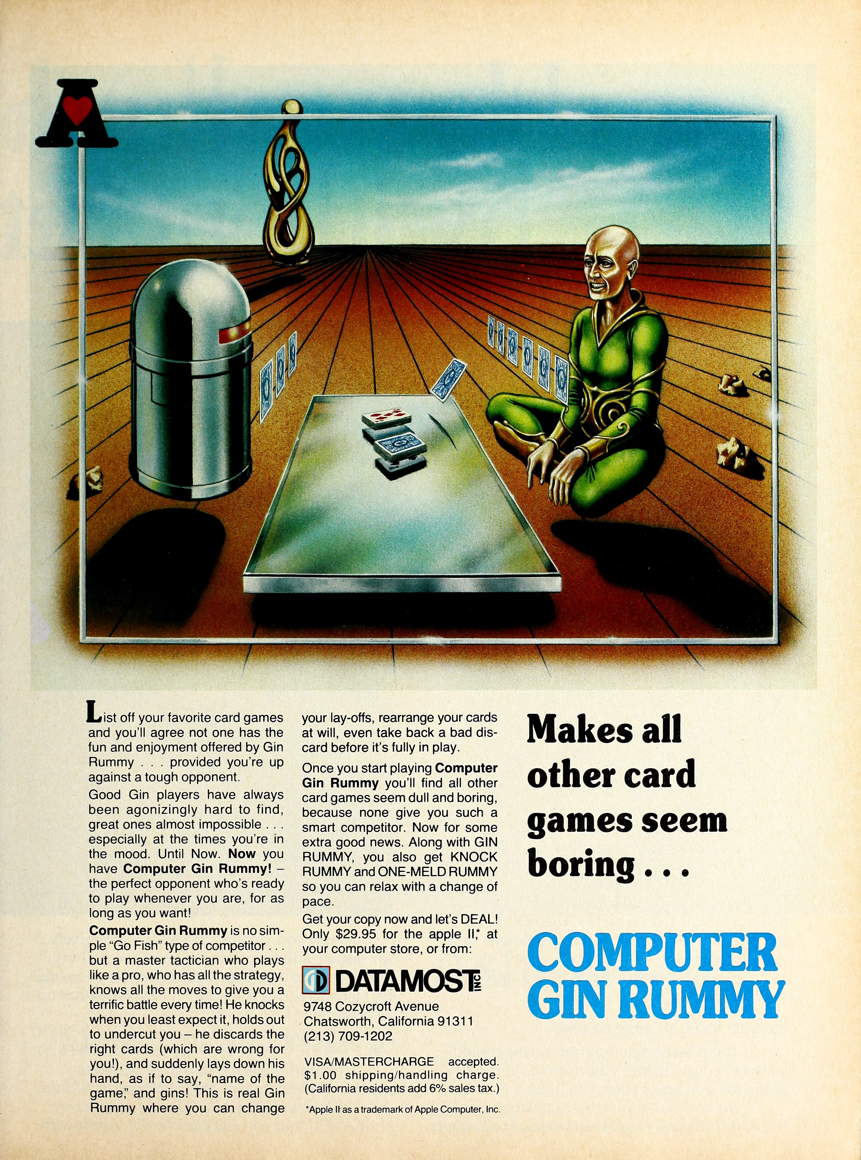 A
List off your favorite card games
and you'll agree not one has the
fun and enjoyment offered by Gin
Rummy . . . provided you're up
against a tough opponent.
Good Gin players have always
been agonizingly hard to find,
great ones almost impossible . . .
especially at the times you're in
the mood. Until Now. Now you
have Computer Gin Rummy! –
the perfect opponent who's ready
to play whenever you are, for as
long as you want!
Computer Gin Rummy is no sim-
ple "Go Fish" type of competitor . . .
but a master tactician who plays
like a pro, who has all the strategy,
knows all the moves to give you a
terrific battle every time! He knocks
when you least expect it, holds out
to undercut you – he discards the
right cards (which are wrong for
you!), and suddenly lays down his
hand, as if to say, "name of the
game," and gins! This is real Gin
Rummy where you can change
your lay-offs, rearrange your cards
at will, even take back a bad dis-
card before it's fully in play.
Once you start playing Computer
Gin Rummy you'll find all other
card games seem dull and boring,
because none give you such a
smart competitor. Now for some
extra good news. Along with GIN
RUMMY, you also get KNOCK
RUMMY and ONE-MELD RUMMY
so you can relax with a change of
pace.
Get your copy now and let's DEAL!
Only $29.95 for the apple II,* at
your computer store, or from:
DATAMOST INC.
9748 Cozycroft Avenue
Chatsworth, California 91311
(213) 709-1202
VISA/MASTERCHARGE accepted.
$1.00 shipping/handling charge.
(California residents add 6% sales tax.)
*Apple II as a trademark of Apple Computer, Inc.
Makes all
other card
games seem
boring . . .
COMPUTER
GIN RUMMY